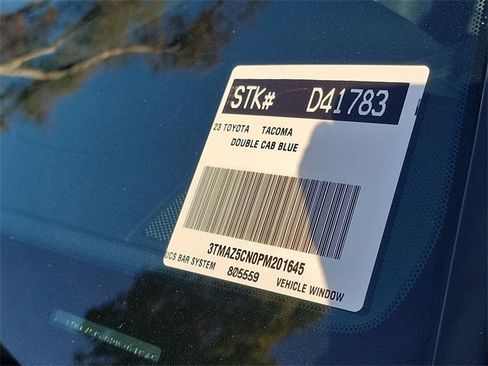 STK# D41783
23 TOYOTA TACOMA
DOUBLE CAB BLUE
3TMAZ5CN0PM201645
UCS BAR SYSTEM 805559 VEHICLE WINDOW